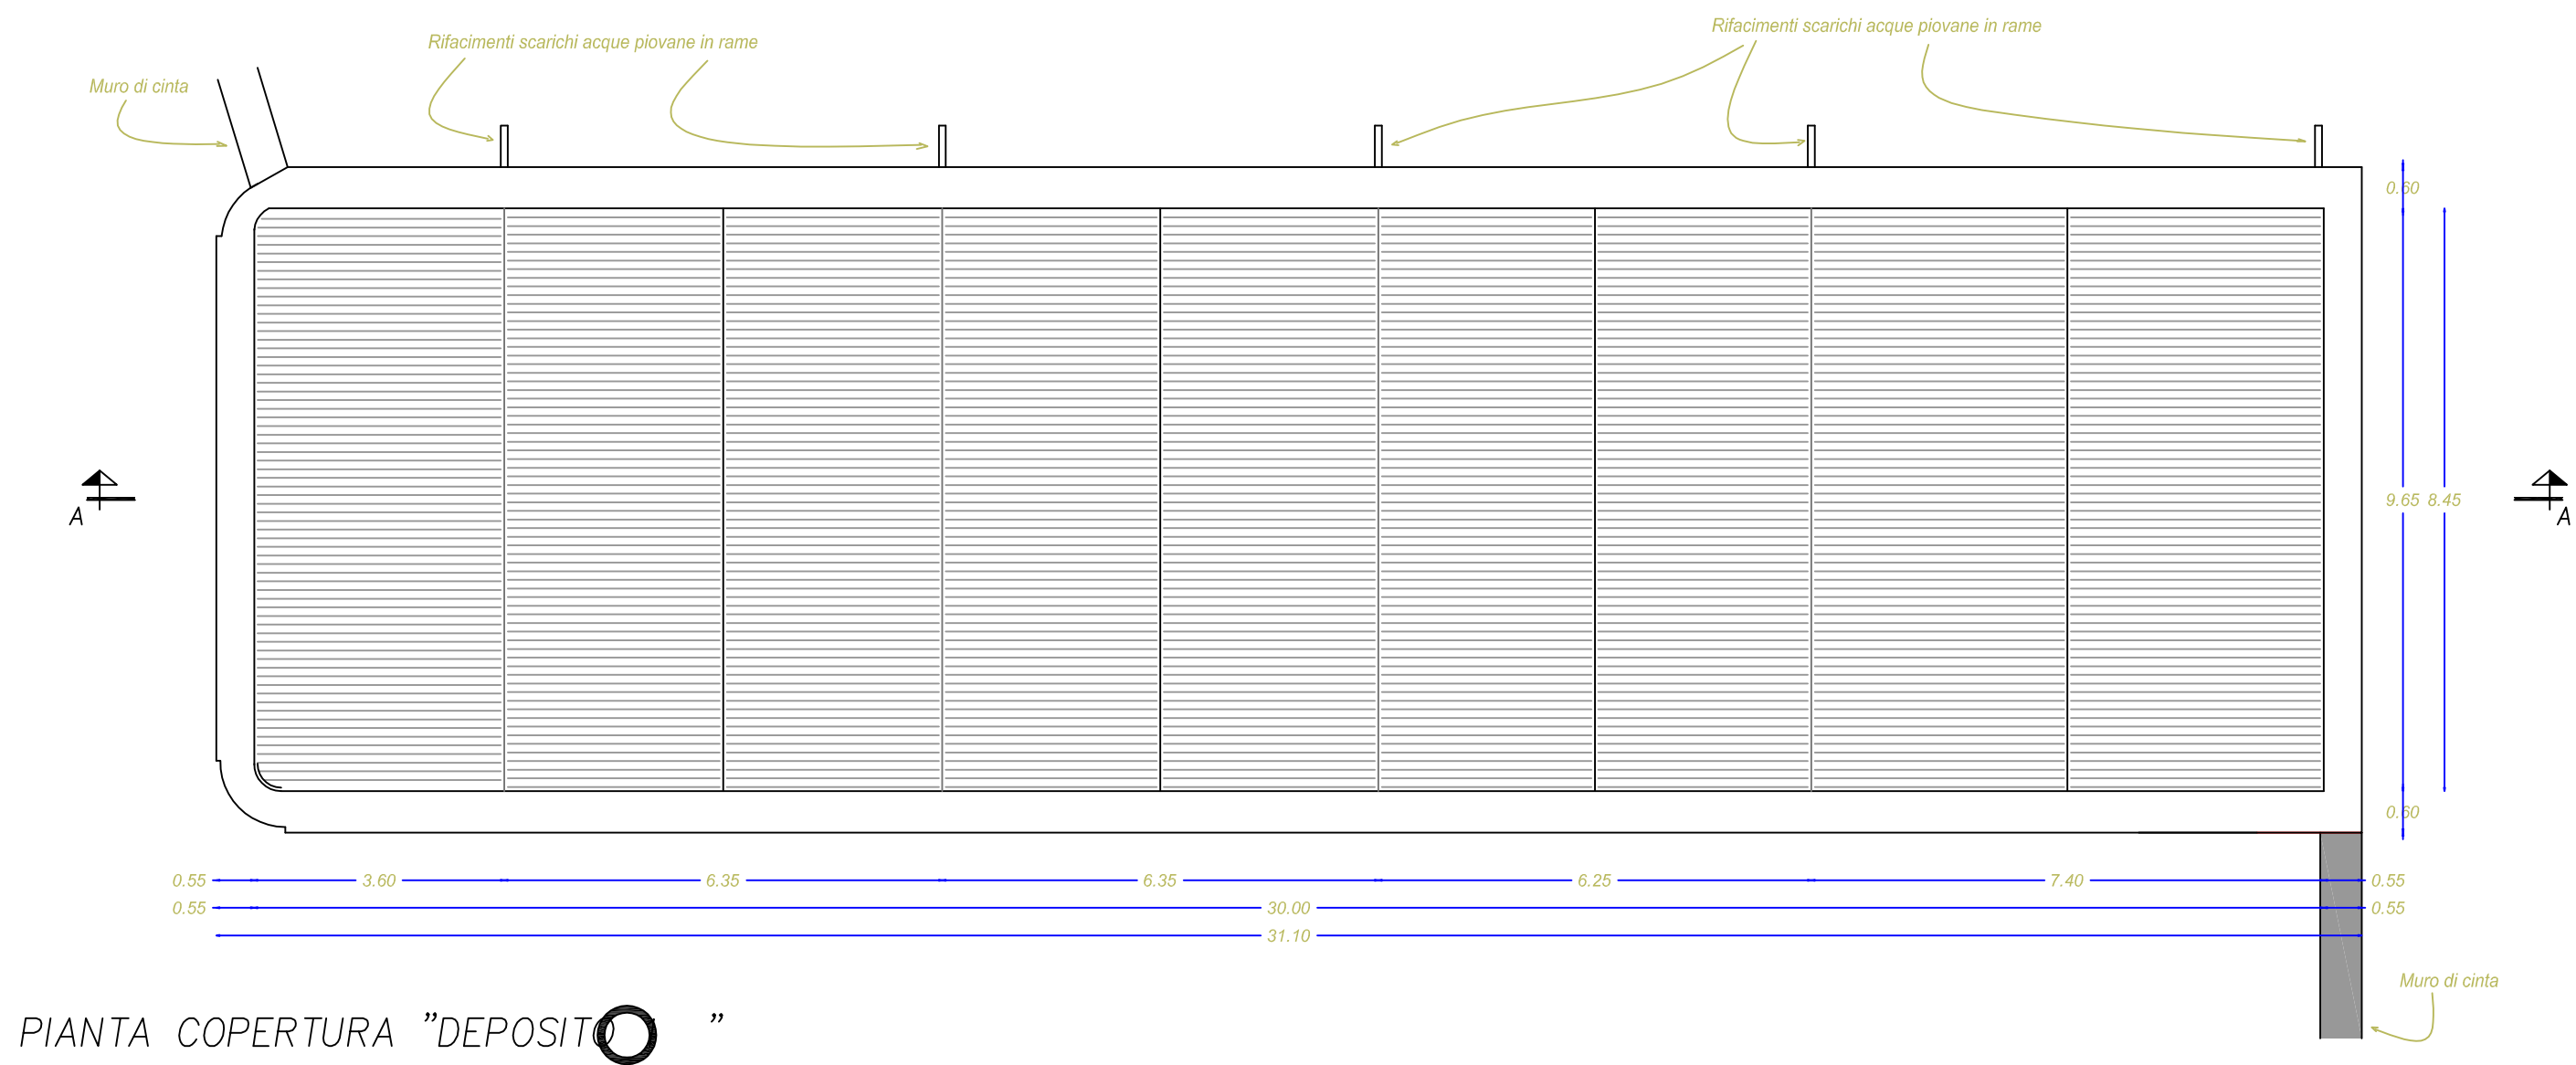 Rifacimenti scarichi acque piovane in rame
Rifacimenti scarichi acque piovane in rame
Muro di cinta
0.60
A
9.65 8.45
A
0.60
0.55 3.60 6.35 6.35 6.25 7.40 0.55
0.55 30.00 0.55
31.10
Muro di cinta
PIANTA COPERTURA "DEPOSITO "